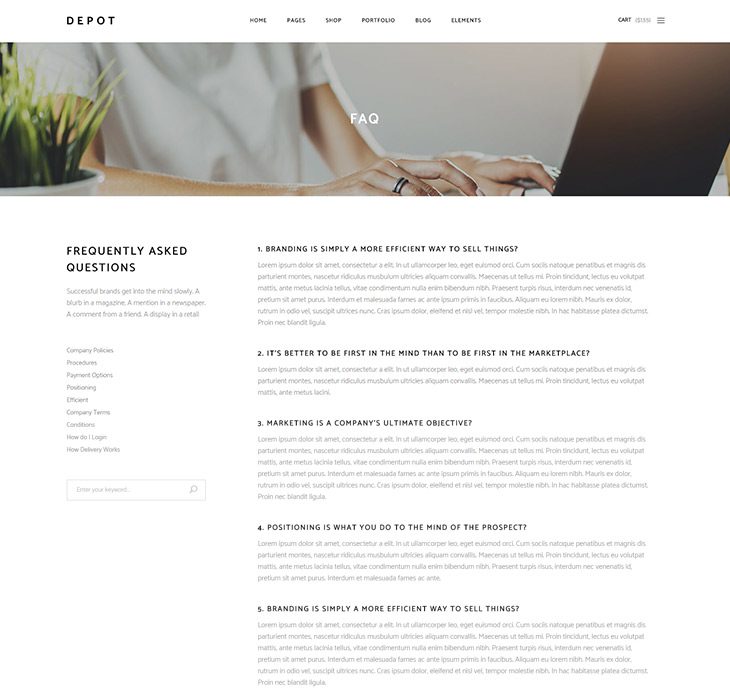 DEPOT
HOME PAGES SHOP PORTFOLIO BLOG ELEMENTS
CART ($155)
FAQ
FREQUENTLY ASKED
QUESTIONS
Successful brands get into the mind slowly. A
blurb in a magazine. A mention in a newspaper.
A comment from a friend. A display in a retail
Company Policies
Procedures
Payment Options
Positioning
Efficient
Company Terms
Conditions
How do I Login
How Delivery Works
Enter your keyword...
1. BRANDING IS SIMPLY A MORE EFFICIENT WAY TO SELL THINGS?
Lorem ipsum dolor sit amet, consectetur a elit. In ut ullamcorper leo, eget euismod orci. Cum sociis natoque penatibus et magnis dis
parturient montes, nascetur ridiculus musbulum ultricies aliquam convallis. Maecenas ut tellus mi. Proin tincidunt, lectus eu volutpat
mattis, ante metus lacinia tellus, vitae condimentum nulla enim bibendum nibh. Praesent turpis risus, interdum nec venenatis id,
pretium sit amet purus. Interdum et malesuada fames ac ante ipsum primis in faucibus. Aliquam eu lorem nibh. Mauris ex dolor,
rutrum in odio vel, suscipit ultrices nunc. Cras ipsum dolor, eleifend et nisl vel, tempor molestie nibh. In hac habitasse platea dictumst.
Proin nec blandit ligula.
2. IT'S BETTER TO BE FIRST IN THE MIND THAN TO BE FIRST IN THE MARKETPLACE?
Lorem ipsum dolor sit amet, consectetur a elit. In ut ullamcorper leo, eget euismod orci. Cum sociis natoque penatibus et magnis dis
parturient montes, nascetur ridiculus musbulum ultricies aliquam convallis. Maecenas ut tellus mi. Proin tincidunt, lectus eu volutpat
mattis, ante metus lacini.
3. MARKETING IS A COMPANY'S ULTIMATE OBJECTIVE?
Lorem ipsum dolor sit amet, consectetur a elit. In ut ullamcorper leo, eget euismod orci. Cum sociis natoque penatibus et magnis dis
parturient montes, nascetur ridiculus musbulum ultricies aliquam convallis. Maecenas ut tellus mi. Proin tincidunt, lectus eu volutpat
mattis, ante metus lacinia tellus, vitae condimentum nulla enim bibendum nibh. Praesent turpis risus, interdum nec venenatis id,
pretium sit amet purus. Interdum et malesuada fames ac ante ipsum primis in faucibus. Aliquam eu lorem nibh. Mauris ex dolor,
rutrum in odio vel, suscipit ultrices nunc. Cras ipsum dolor, eleifend et nisl vel, tempor molestie nibh. In hac habitasse platea dictumst.
Proin nec blandit ligula.
4. POSITIONING IS WHAT YOU DO TO THE MIND OF THE PROSPECT?
Lorem ipsum dolor sit amet, consectetur a elit. In ut ullamcorper leo, eget euismod orci. Cum sociis natoque penatibus et magnis dis
parturient montes, nascetur ridiculus musbulum ultricies aliquam convallis. Maecenas ut tellus mi. Proin tincidunt, lectus eu volutpat
mattis, ante metus lacinia tellus, vitae condimentum nulla enim bibendum nibh. Praesent turpis risus, interdum nec venenatis id,
pretium sit amet purus. Interdum et malesuada fames ac ante.
5. BRANDING IS SIMPLY A MORE EFFICIENT WAY TO SELL THINGS?
Lorem ipsum dolor sit amet, consectetur a elit. In ut ullamcorper leo, eget euismod orci. Cum sociis natoque penatibus et magnis dis
parturient montes, nascetur ridiculus musbulum ultricies aliquam convallis. Maecenas ut tellus mi. Proin tincidunt, lectus eu volutpat
mattis, ante metus lacinia tellus, vitae condimentum nulla enim bibendum nibh. Praesent turpis risus, interdum nec venenatis id,
pretium sit amet purus. Interdum et malesuada fames ac ante ipsum primis in faucibus. Aliquam eu lorem nibh. Mauris ex dolor,
rutrum in odio vel, suscipit ultrices nunc. Cras ipsum dolor, eleifend et nisl vel, tempor molestie nibh. In hac habitasse platea dictumst.
Proin nec blandit ligula.